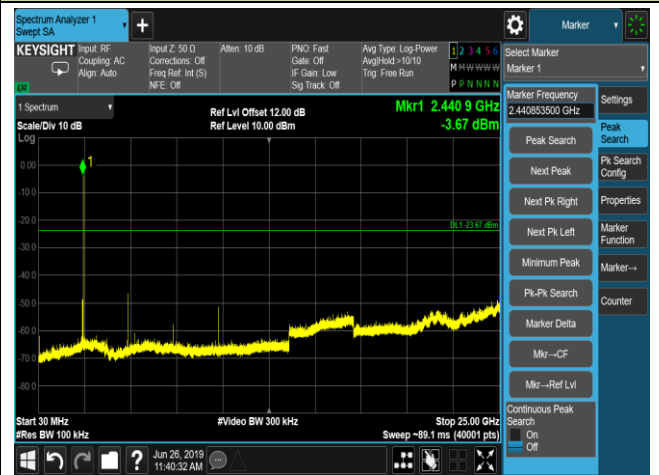 Spectrum Analyzer 1
Swept SA
Marker
KEYSIGHT
Input: RF
Coupling: AC
Align: Auto
Input Z: 50 Ω
Corrections: Off
Freq Ref: Int (S)
NFE: Off
Atten: 10 dB
PNO: Fast
Gate: Off
IF Gain: Low
Sig Track: Off
Avg Type: Log-Power
Avg|Hold:>10/10
Trig: Free Run
1 2 3 4 5 6
M W W W W W
P P N N N N
LXI
Select Marker
Marker 1
1 Spectrum
Scale/Div 10 dB
Log
Ref Lvl Offset 12.00 dB
Ref Level 10.00 dBm
Mkr1 2.440 9 GHz
-3.67 dBm
1
0.00
-10.0
-20.0
-30.0
-40.0
-50.0
-60.0
-70.0
-80.0
DL1 -23.67 dBm
Start 30 MHz
#Res BW 100 kHz
#Video BW 300 kHz
Stop 25.00 GHz
Sweep ~89.1 ms (40001 pts)
Marker Frequency
2.440853500 GHz
Peak Search
Next Peak
Next Pk Right
Next Pk Left
Minimum Peak
Pk-Pk Search
Marker Delta
Mkr→CF
Mkr→Ref Lvl
Continuous Peak
Search
On
Off
Settings
Peak
Search
Pk Search
Config
Properties
Marker
Function
Marker→
Counter
Jun 26, 2019
11:40:32 AM